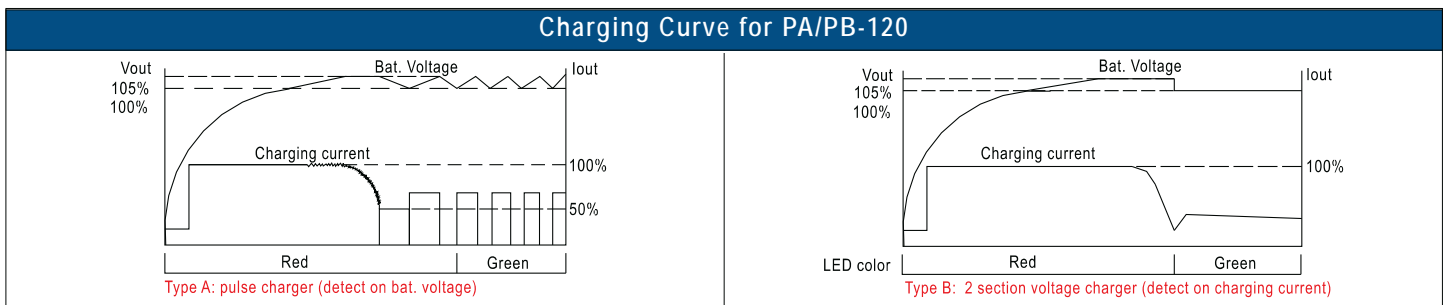 Charging Curve for PA/PB-120
Vout
Bat. Voltage
Iout
105%
100%
Charging current
100%
50%
Red
Green
Type A: pulse charger (detect on bat. voltage)
Vout
Bat. Voltage
Iout
105%
100%
Charging current
100%
LED color
Red
Green
Type B: 2 section voltage charger (detect on charging current)